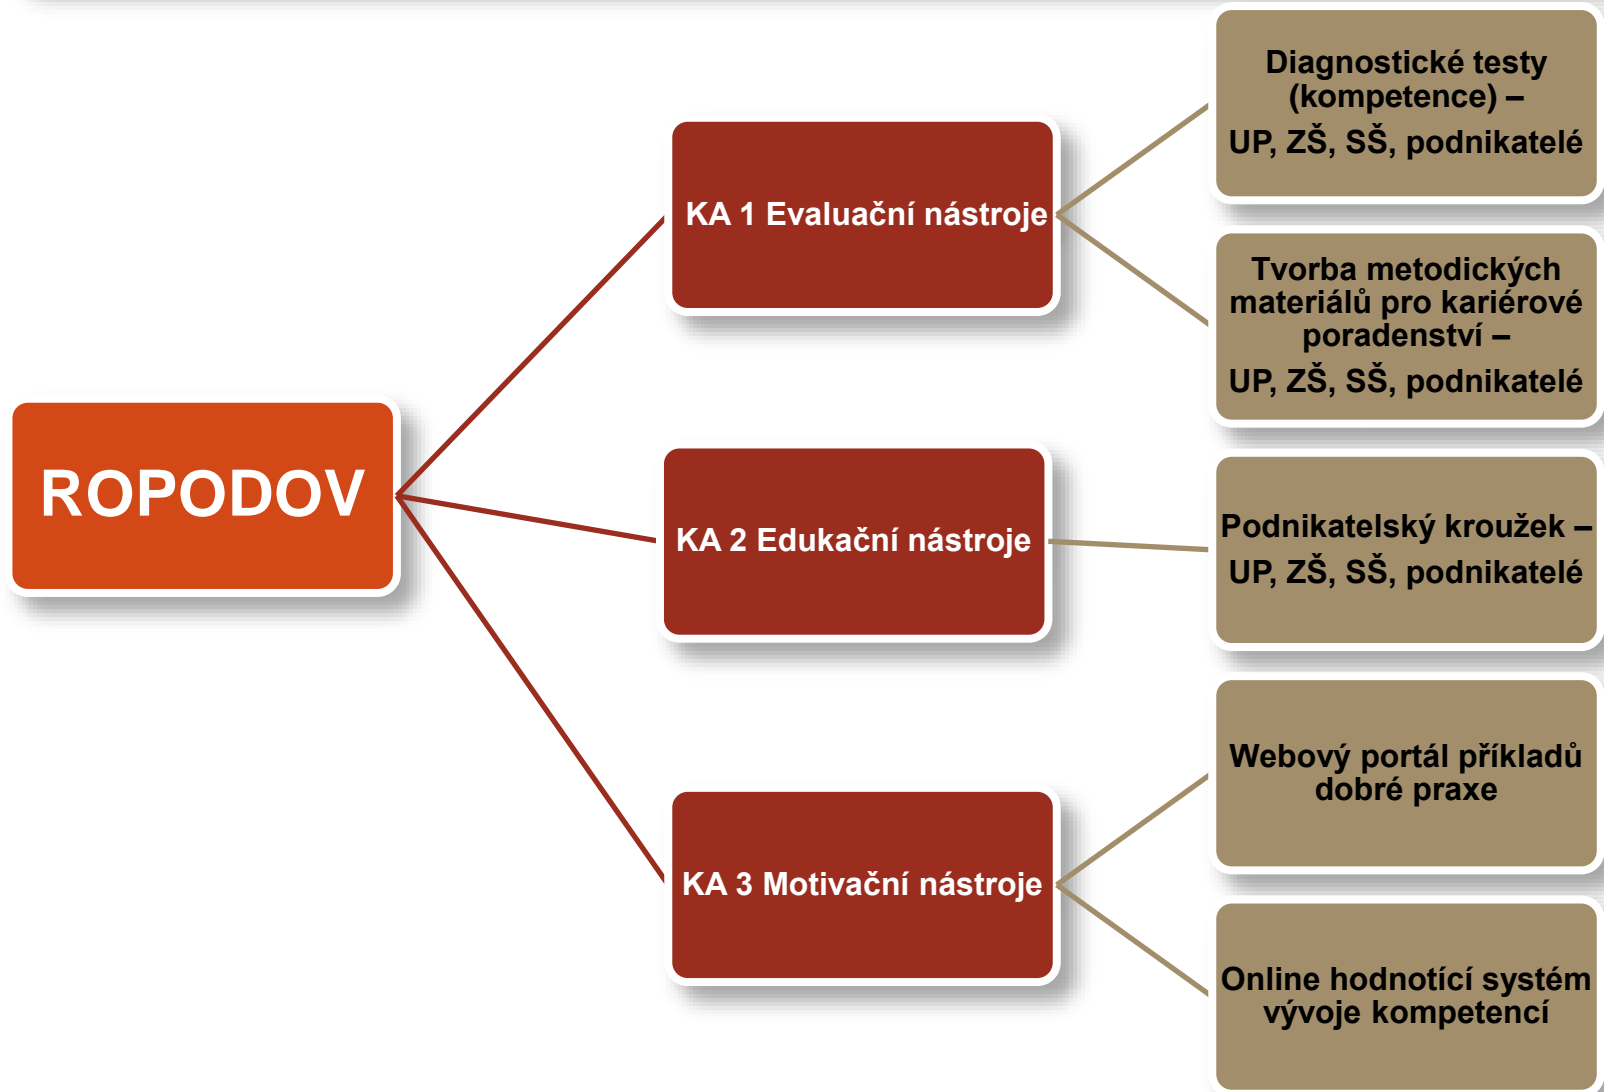 ROPODOV
KA 1 Evaluační nástroje
Diagnostické testy
(kompetence) –
UP, ZŠ, SŠ, podnikatelé
Tvorba metodických
materiálů pro kariérové
poradenství –
UP, ZŠ, SŠ, podnikatelé
KA 2 Edukační nástroje
Podnikatelský kroužek –
UP, ZŠ, SŠ, podnikatelé
KA 3 Motivační nástroje
Webový portál příkladů
dobré praxe
Online hodnotící systém
vývoje kompetencí